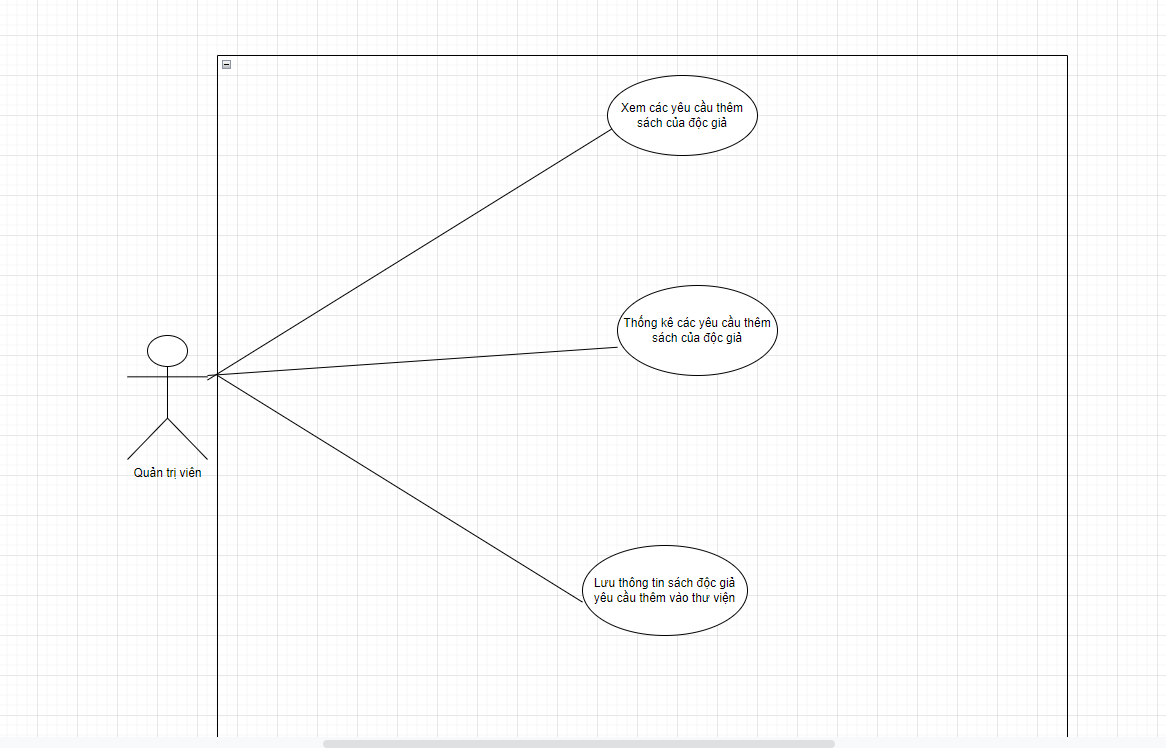 Xem các yêu cầu thêm
sách của độc giả
Thống kê các yêu cầu thêm
sách của độc giả
Quản trị viên
Lưu thông tin sách độc giả
yêu cầu thêm vào thư viện